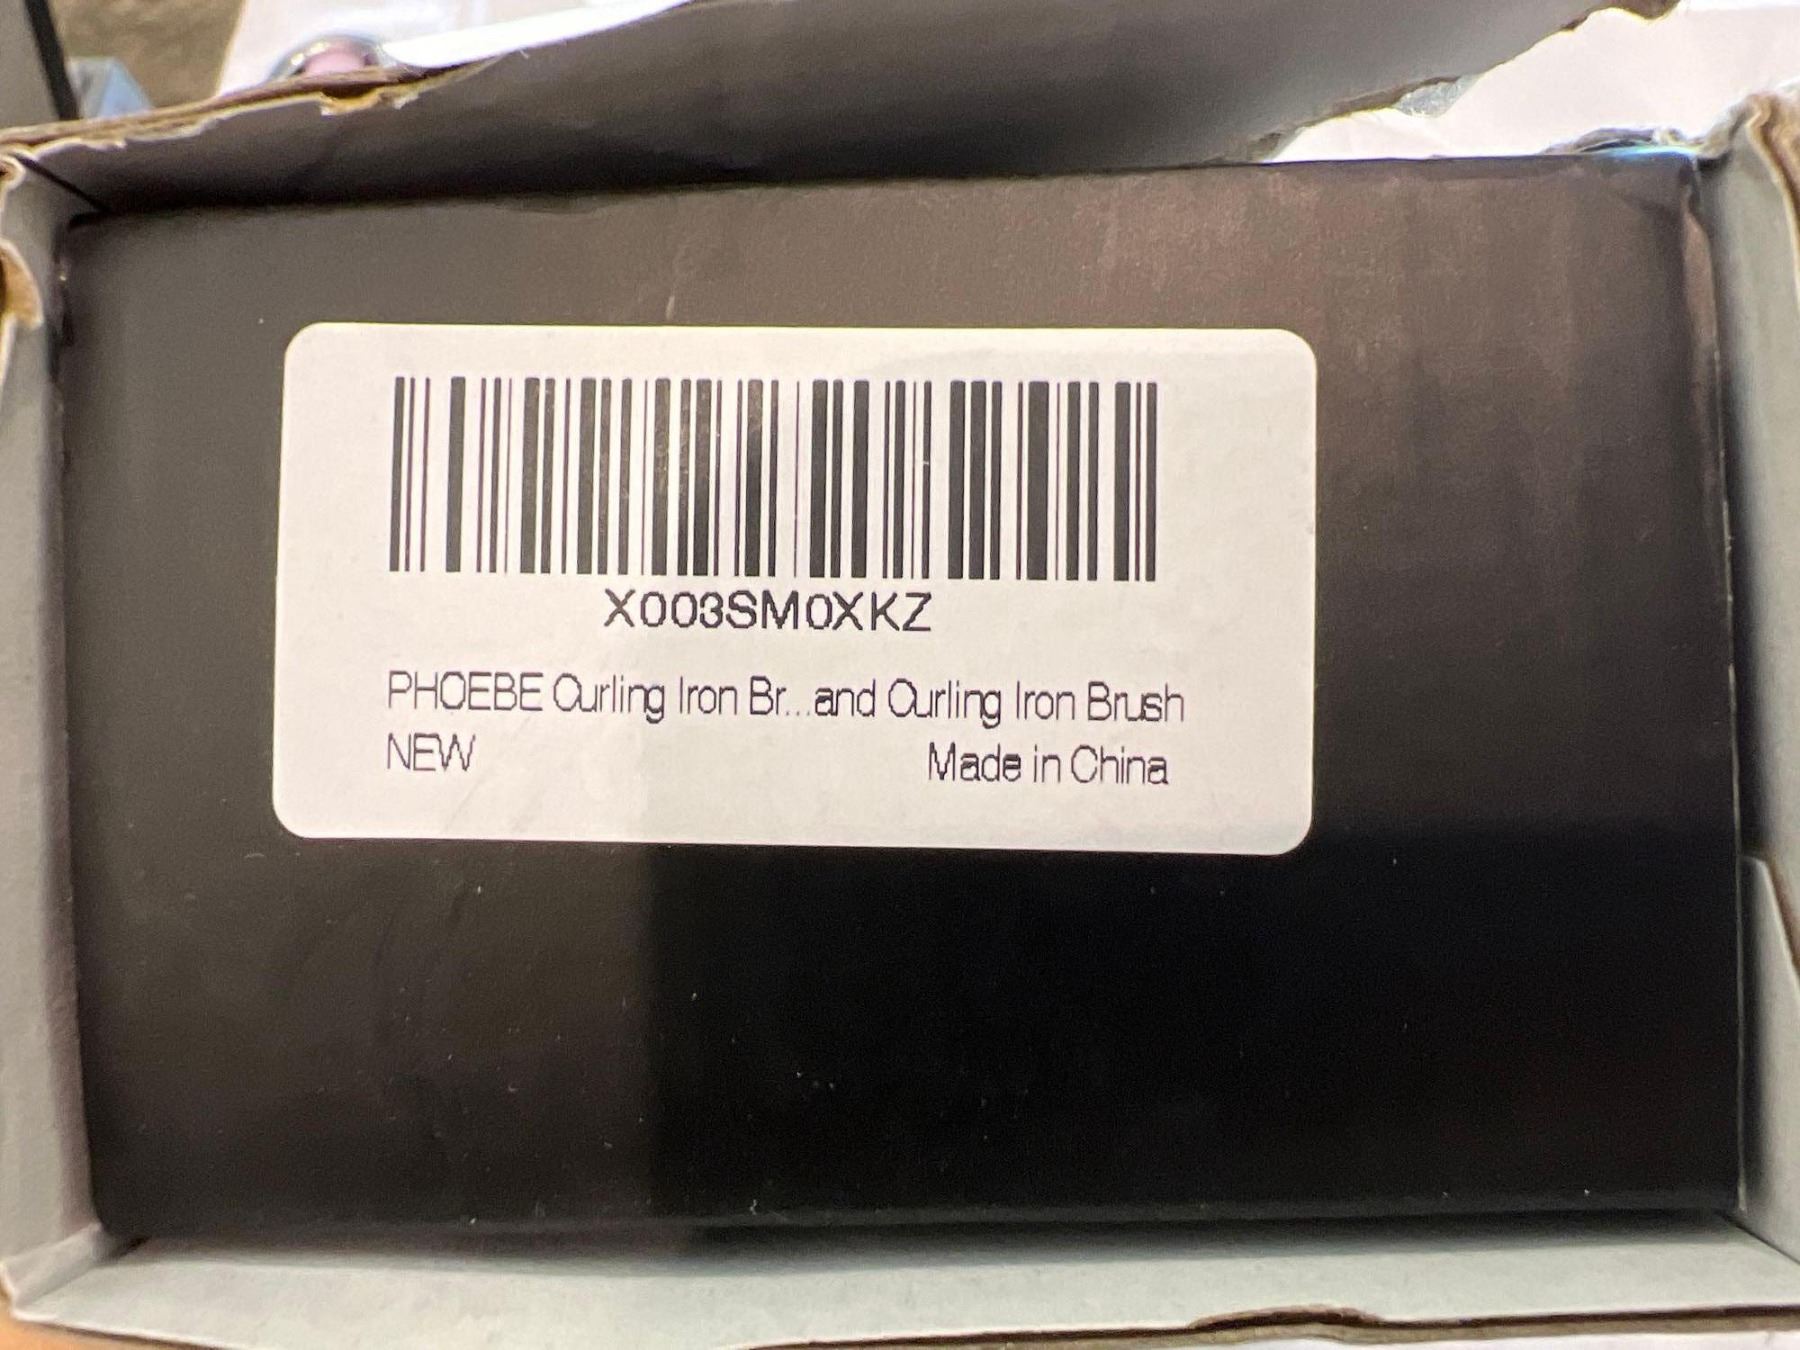 X003SM0XKZ
PHOEBE Curling Iron Br...and Curling Iron Brush
NEW
Made in China